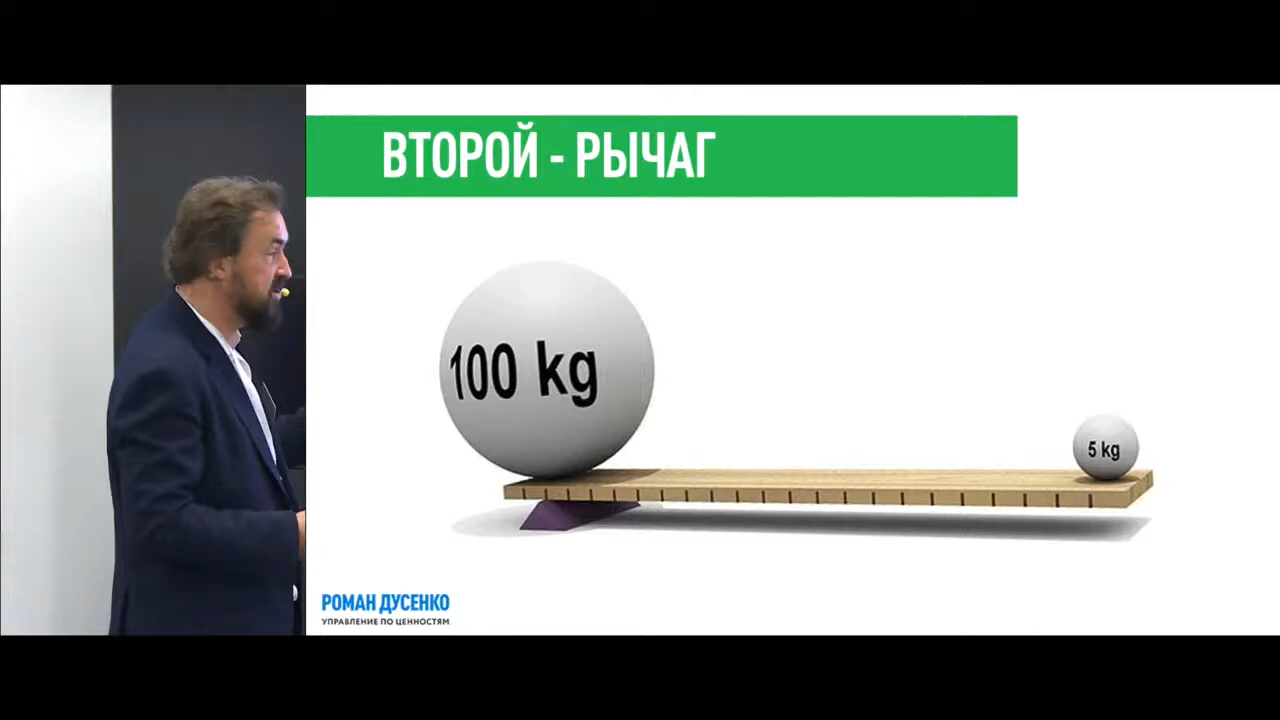 ВТОРОЙ - РЫЧАГ
100 kg
5 kg
РОМАН ДУСЕНКО
УПРАВЛЕНИЕ ПО ЦЕННОСТЯМ